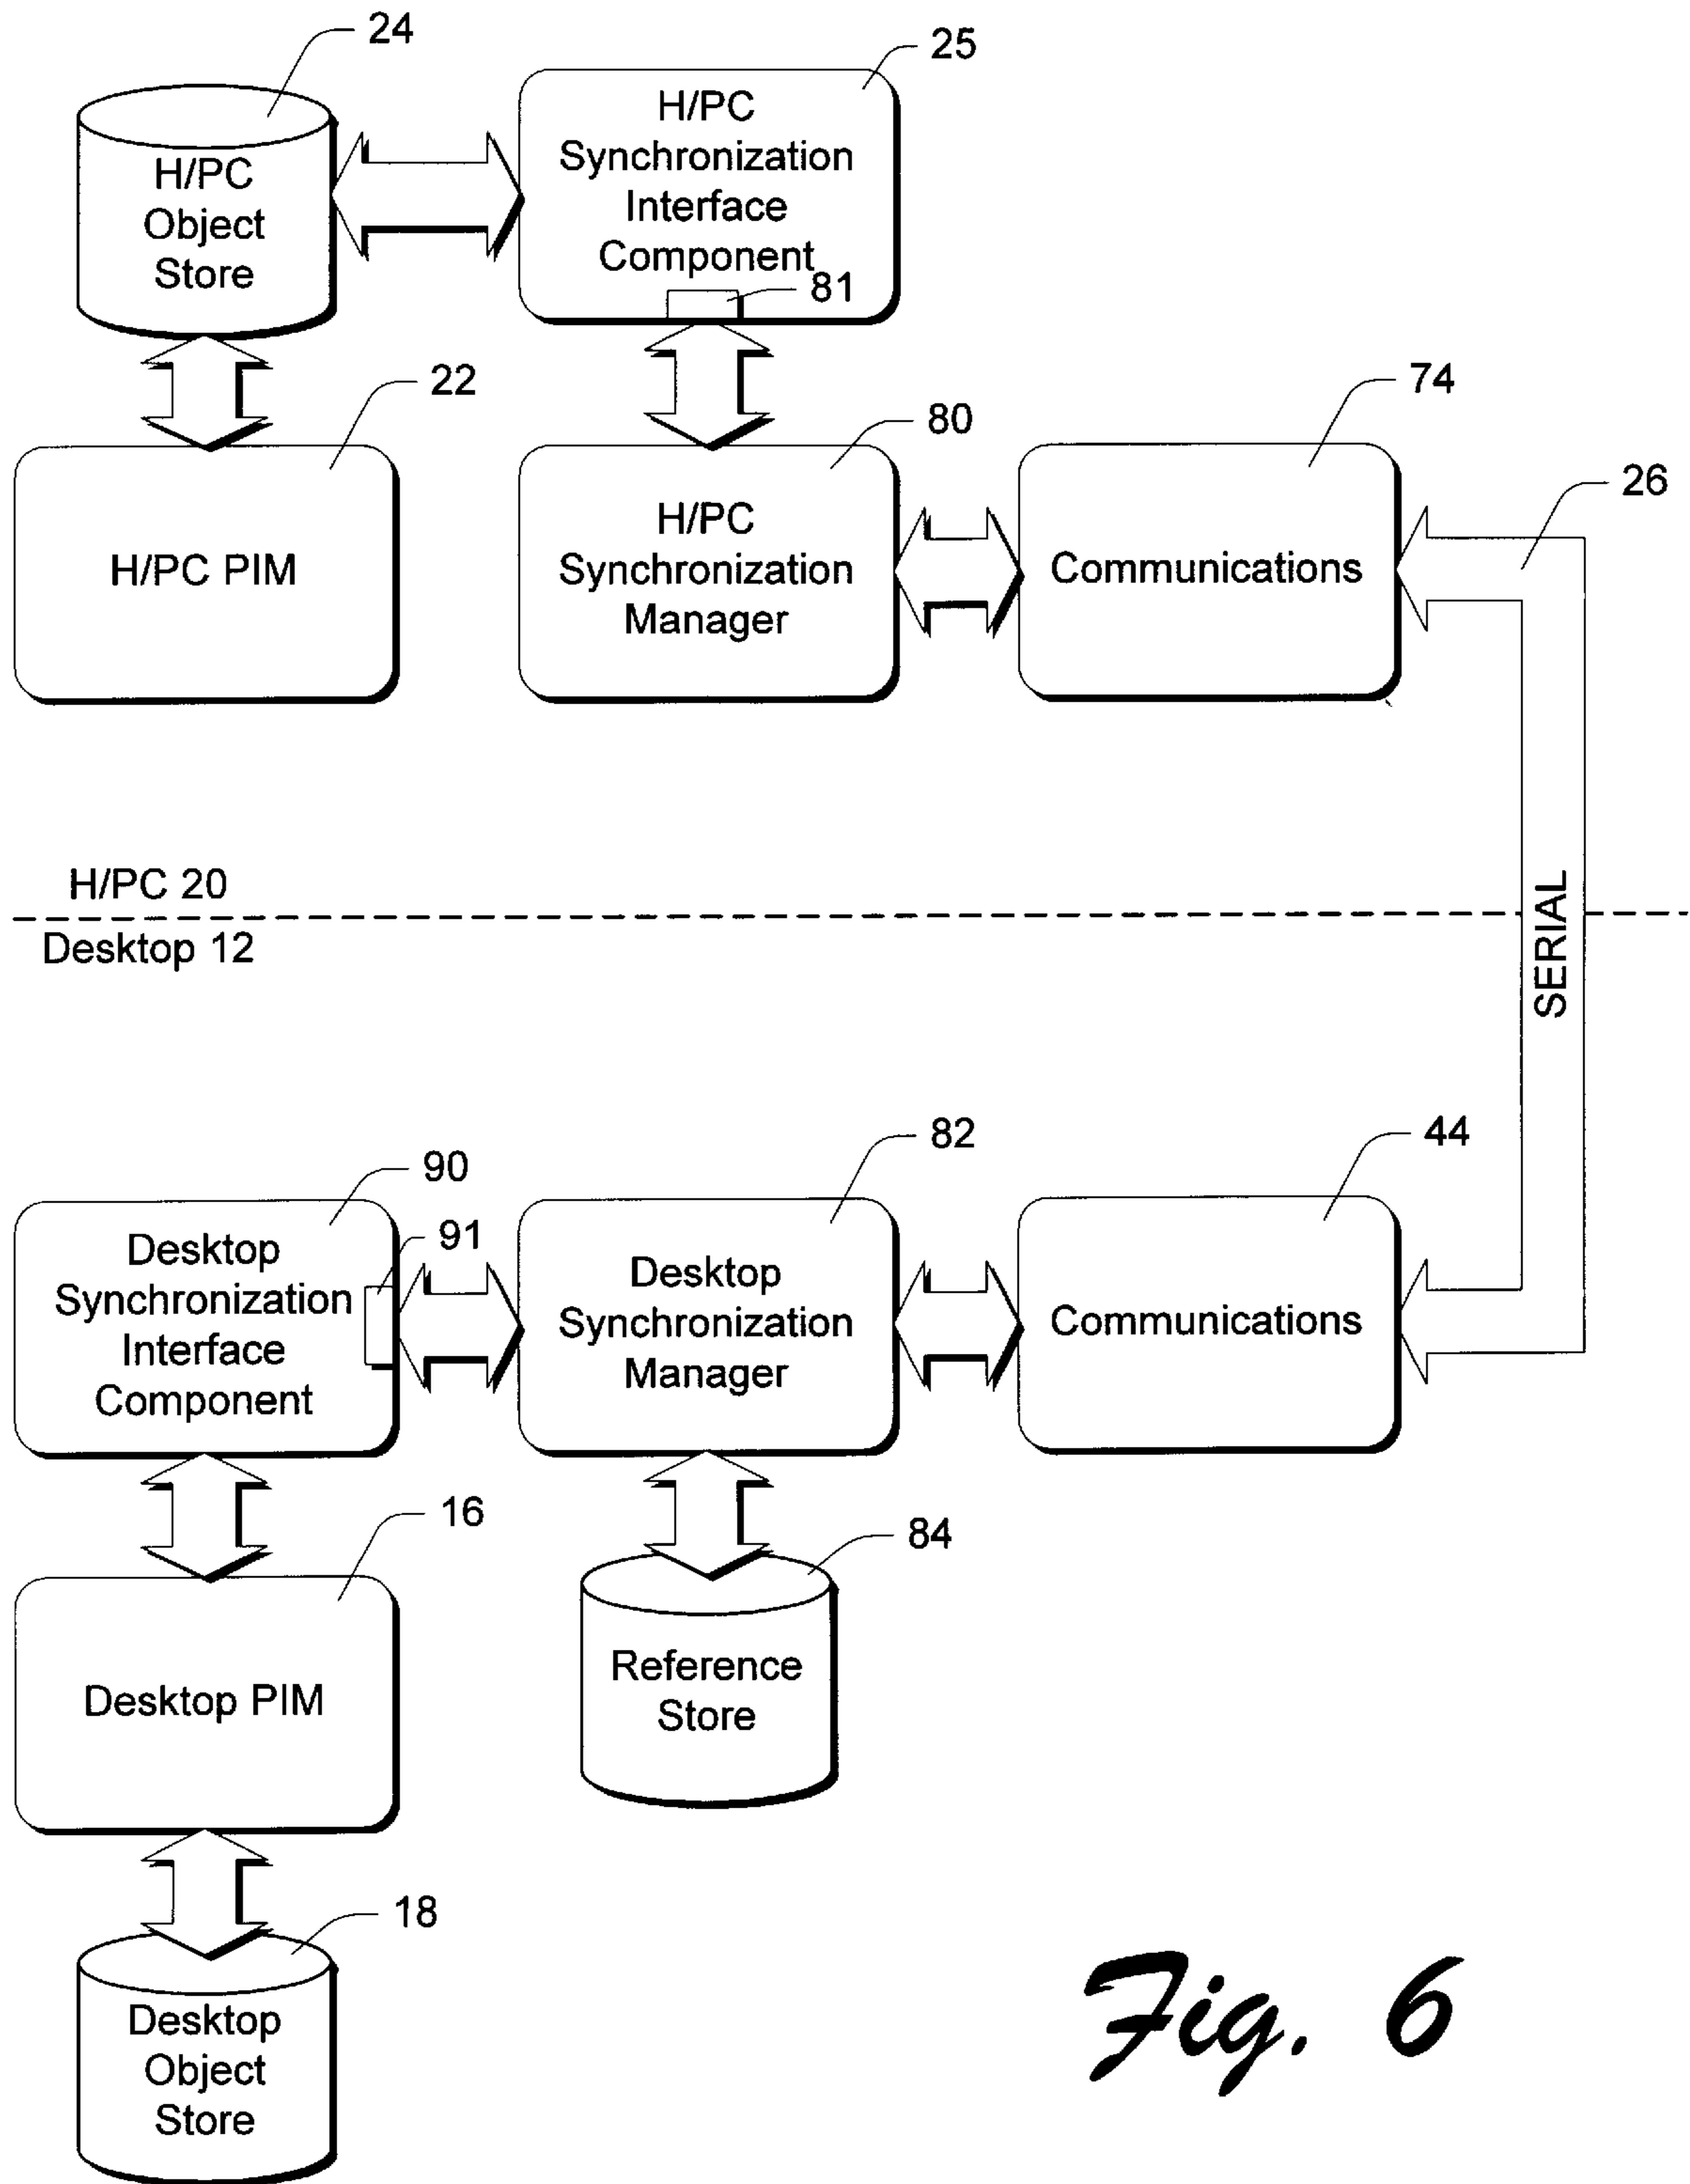 24
25
H/PC
Object
Store
H/PC
Synchronization
Interface
Component
81
22
80
74
26
H/PC PIM
H/PC
Synchronization
Manager
Communications
H/PC 20
Desktop 12
SERIAL
90
91
82
44
Desktop
Synchronization
Interface
Component
Desktop
Synchronization
Manager
Communications
16
84
Desktop PIM
Reference
Store
18
Desktop
Object
Store
Fig. 6